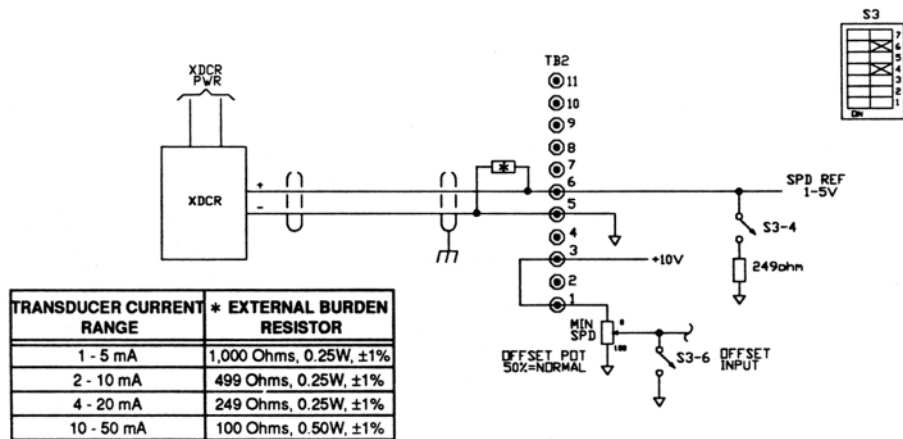 S3
7
6
5
4
3
2
1
ON
XDCR
PWR
XDCR
+
-
*
TB2
11
10
9
8
7
6
5
4
3
2
1
SPD REF
1-5V
S3-4
249ohm
+10V
MIN
SPD
0
100
OFFSET POT
50%=NORMAL
S3-6 OFFSET
INPUT
TRANSDUCER CURRENT RANGE * EXTERNAL BURDEN RESISTOR
1 - 5 mA 1,000 Ohms, 0.25W, ±1%
2 - 10 mA 499 Ohms, 0.25W, ±1%
4 - 20 mA 249 Ohms, 0.25W, ±1%
10 - 50 mA 100 Ohms, 0.50W, ±1%